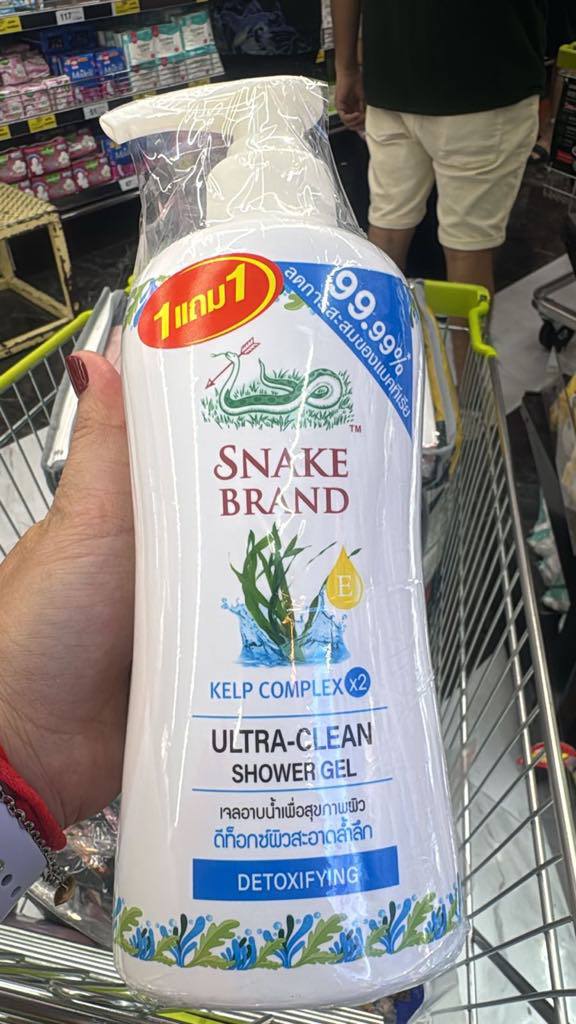 117
1แถม1
99.99%*
ลดการสะสมของแบคทีเรีย
TM
SNAKE
BRAND
E
KELP COMPLEX x2
ULTRA-CLEAN
SHOWER GEL
เจลอาบน้ำเพื่อสุขภาพผิว
ดีท็อกซ์ผิวสะอาดล้ำลึก
DETOXIFYING